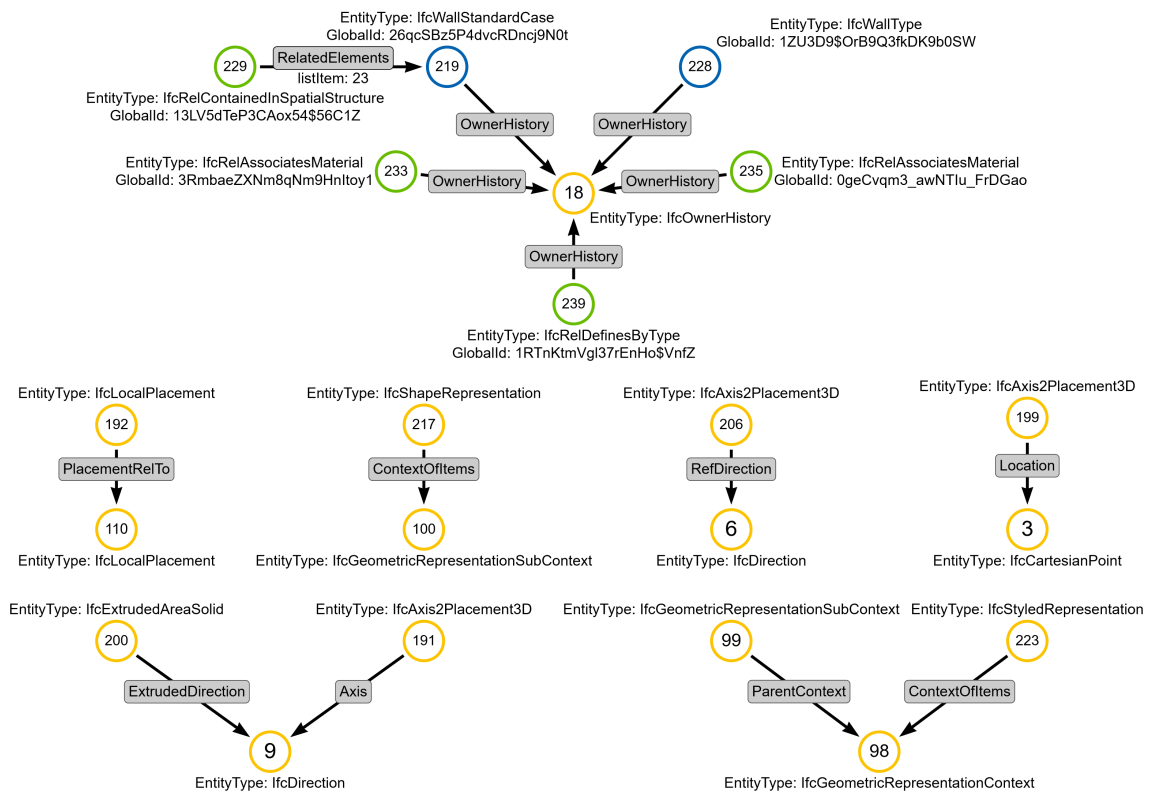 EntityType: IfcWallStandardCase
GlobalId: 26qcSBz5P4dvcRDncj9N0t
EntityType: IfcWallType
GlobalId: 1ZU3D9$OrB9Q3fkDK9b0SW
229
RelatedElements
listItem: 23
219
228
EntityType: IfcRelContainedInSpatialStructure
GlobalId: 13LV5dTeP3CAox54$56C1Z
OwnerHistory
OwnerHistory
EntityType: IfcRelAssociatesMaterial
GlobalId: 3RmbaeZXNm8qNm9HnItoy1
233
OwnerHistory
18
OwnerHistory
235
EntityType: IfcRelAssociatesMaterial
GlobalId: 0geCvqm3_awNTIu_FrDGao
EntityType: IfcOwnerHistory
OwnerHistory
239
EntityType: IfcRelDefinesByType
GlobalId: 1RTnKtmVgl37rEnHo$VnfZ
EntityType: IfcLocalPlacement
192
PlacementRelTo
110
EntityType: IfcLocalPlacement
EntityType: IfcShapeRepresentation
217
ContextOfItems
100
EntityType: IfcGeometricRepresentationSubContext
EntityType: IfcAxis2Placement3D
206
RefDirection
6
EntityType: IfcDirection
EntityType: IfcAxis2Placement3D
199
Location
3
EntityType: IfcCartesianPoint
EntityType: IfcExtrudedAreaSolid
200
ExtrudedDirection
EntityType: IfcAxis2Placement3D
191
Axis
9
EntityType: IfcDirection
EntityType: IfcGeometricRepresentationSubContext
99
ParentContext
EntityType: IfcStyledRepresentation
223
ContextOfItems
98
EntityType: IfcGeometricRepresentationContext